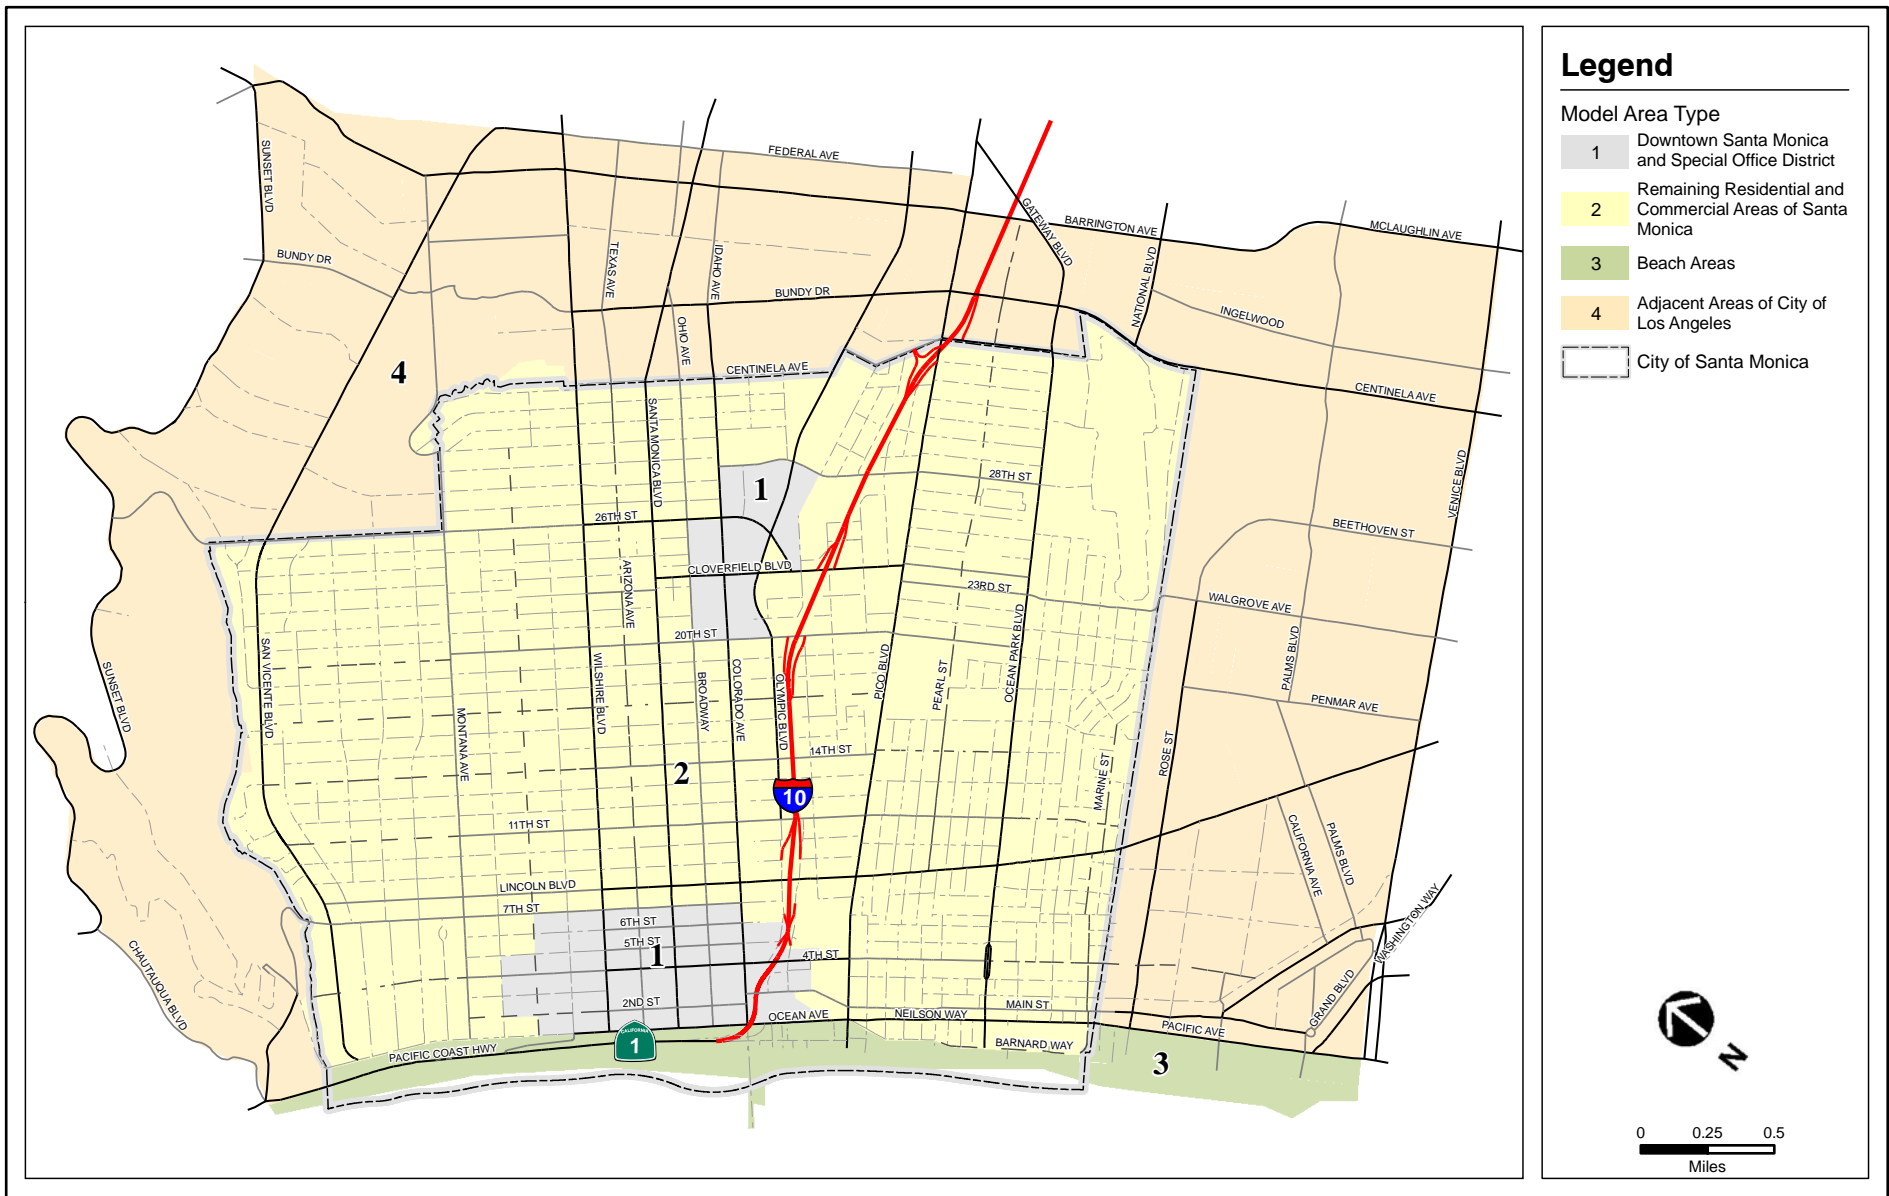 Legend
Model Area Type
1
Downtown Santa Monica
and Special Office District
2
Remaining Residential and
Commercial Areas of Santa
Monica
3
Beach Areas
4
Adjacent Areas of City of
Los Angeles
City of Santa Monica
FEDERAL AVE
SUNSET BLVD
GATEWAY BLVD
BARRINGTON AVE
MCLAUGHLIN AVE
BUNDY DR
TEXAS AVE
IDAHO AVE
NATIONAL BLVD
BUNDY DR
INGELWOOD
OHIO AVE
4
CENTINELA AVE
CENTINELA AVE
SANTA MONICA BLVD
28TH ST
1
VENICE BLVD
26TH ST
BEETHOVEN ST
CLOVERFIELD BLVD
ARIZONA AVE
23RD ST
WALGROVE AVE
20TH ST
OCEAN PARK BLVD
PALMS BLVD
SAN VICENTE BLVD
WILSHIRE BLVD
BROADWAY
COLORADO AVE
OLYMPIC BLVD
PICO BLVD
PEARL ST
SUNSET BLVD
PENMAR AVE
MONTANA AVE
14TH ST
ROSE ST
MARINE ST
2
10
11TH ST
CALIFORNIA AVE
PALMS BLVD
LINCOLN BLVD
7TH ST
6TH ST
5TH ST
1
4TH ST
WASHINGTON WAY
CHAUTAUQUA BLVD
2ND ST
MAIN ST
GRAND BLVD
OCEAN AVE
NEILSON WAY
PACIFIC AVE
CALIFORNIA
1
PACIFIC COAST HWY
BARNARD WAY
3
N
0 0.25 0.5
Miles